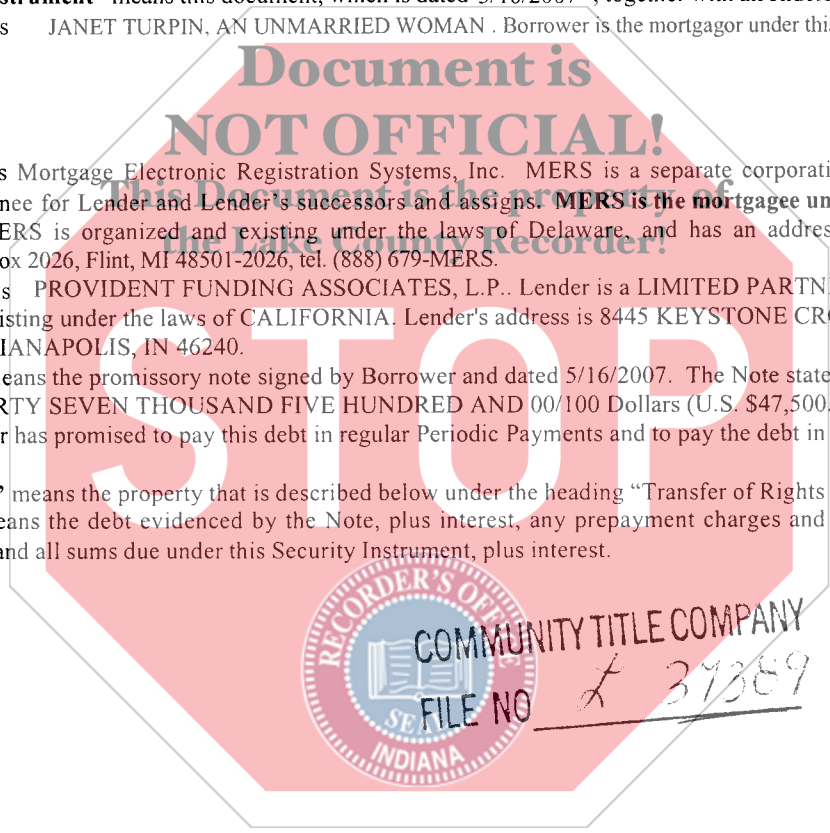 strument" means this document, which is dated 5/16/2007 , together with all Riders
s JANET TURPIN, AN UNMARRIED WOMAN . Borrower is the mortgagor under this
Document is
NOT OFFICIAL!
s Mortgage Electronic Registration Systems, Inc. MERS is a separate corporati
This Document is the property of
nee for Lender and Lender's successors and assigns. MERS is the mortgagee un
ERS is organized and existing under the laws of Delaware, and has an addres
the Lake County Recorder!
ox 2026, Flint, MI 48501-2026, tel. (888) 679-MERS.
s PROVIDENT FUNDING ASSOCIATES, L.P.. Lender is a LIMITED PARTN
isting under the laws of CALIFORNIA. Lender's address is 8445 KEYSTONE CRO
IANAPOLIS, IN 46240.
eans the promissory note signed by Borrower and dated 5/16/2007. The Note state
RTY SEVEN THOUSAND FIVE HUNDRED AND 00/100 Dollars (U.S. $47,500.
r has promised to pay this debt in regular Periodic Payments and to pay the debt in
STOP
" means the property that is described below under the heading "Transfer of Rights
eans the debt evidenced by the Note, plus interest, any prepayment charges and
and all sums due under this Security Instrument, plus interest.
RECORDER'S OFFICE
SEAL
INDIANA
COMMUNITY TITLE COMPANY
FILE NO 37389